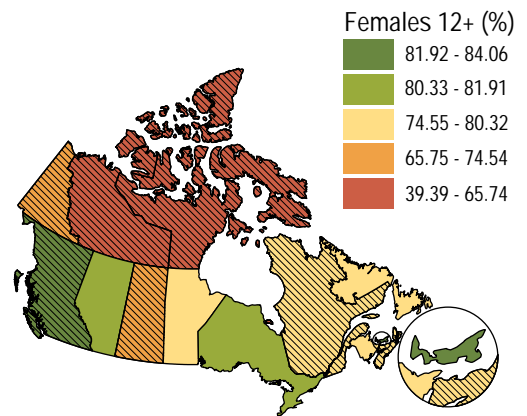 Females 12+ (%)
81.92 - 84.06
80.33 - 81.91
74.55 - 80.32
65.75 - 74.54
39.39 - 65.74